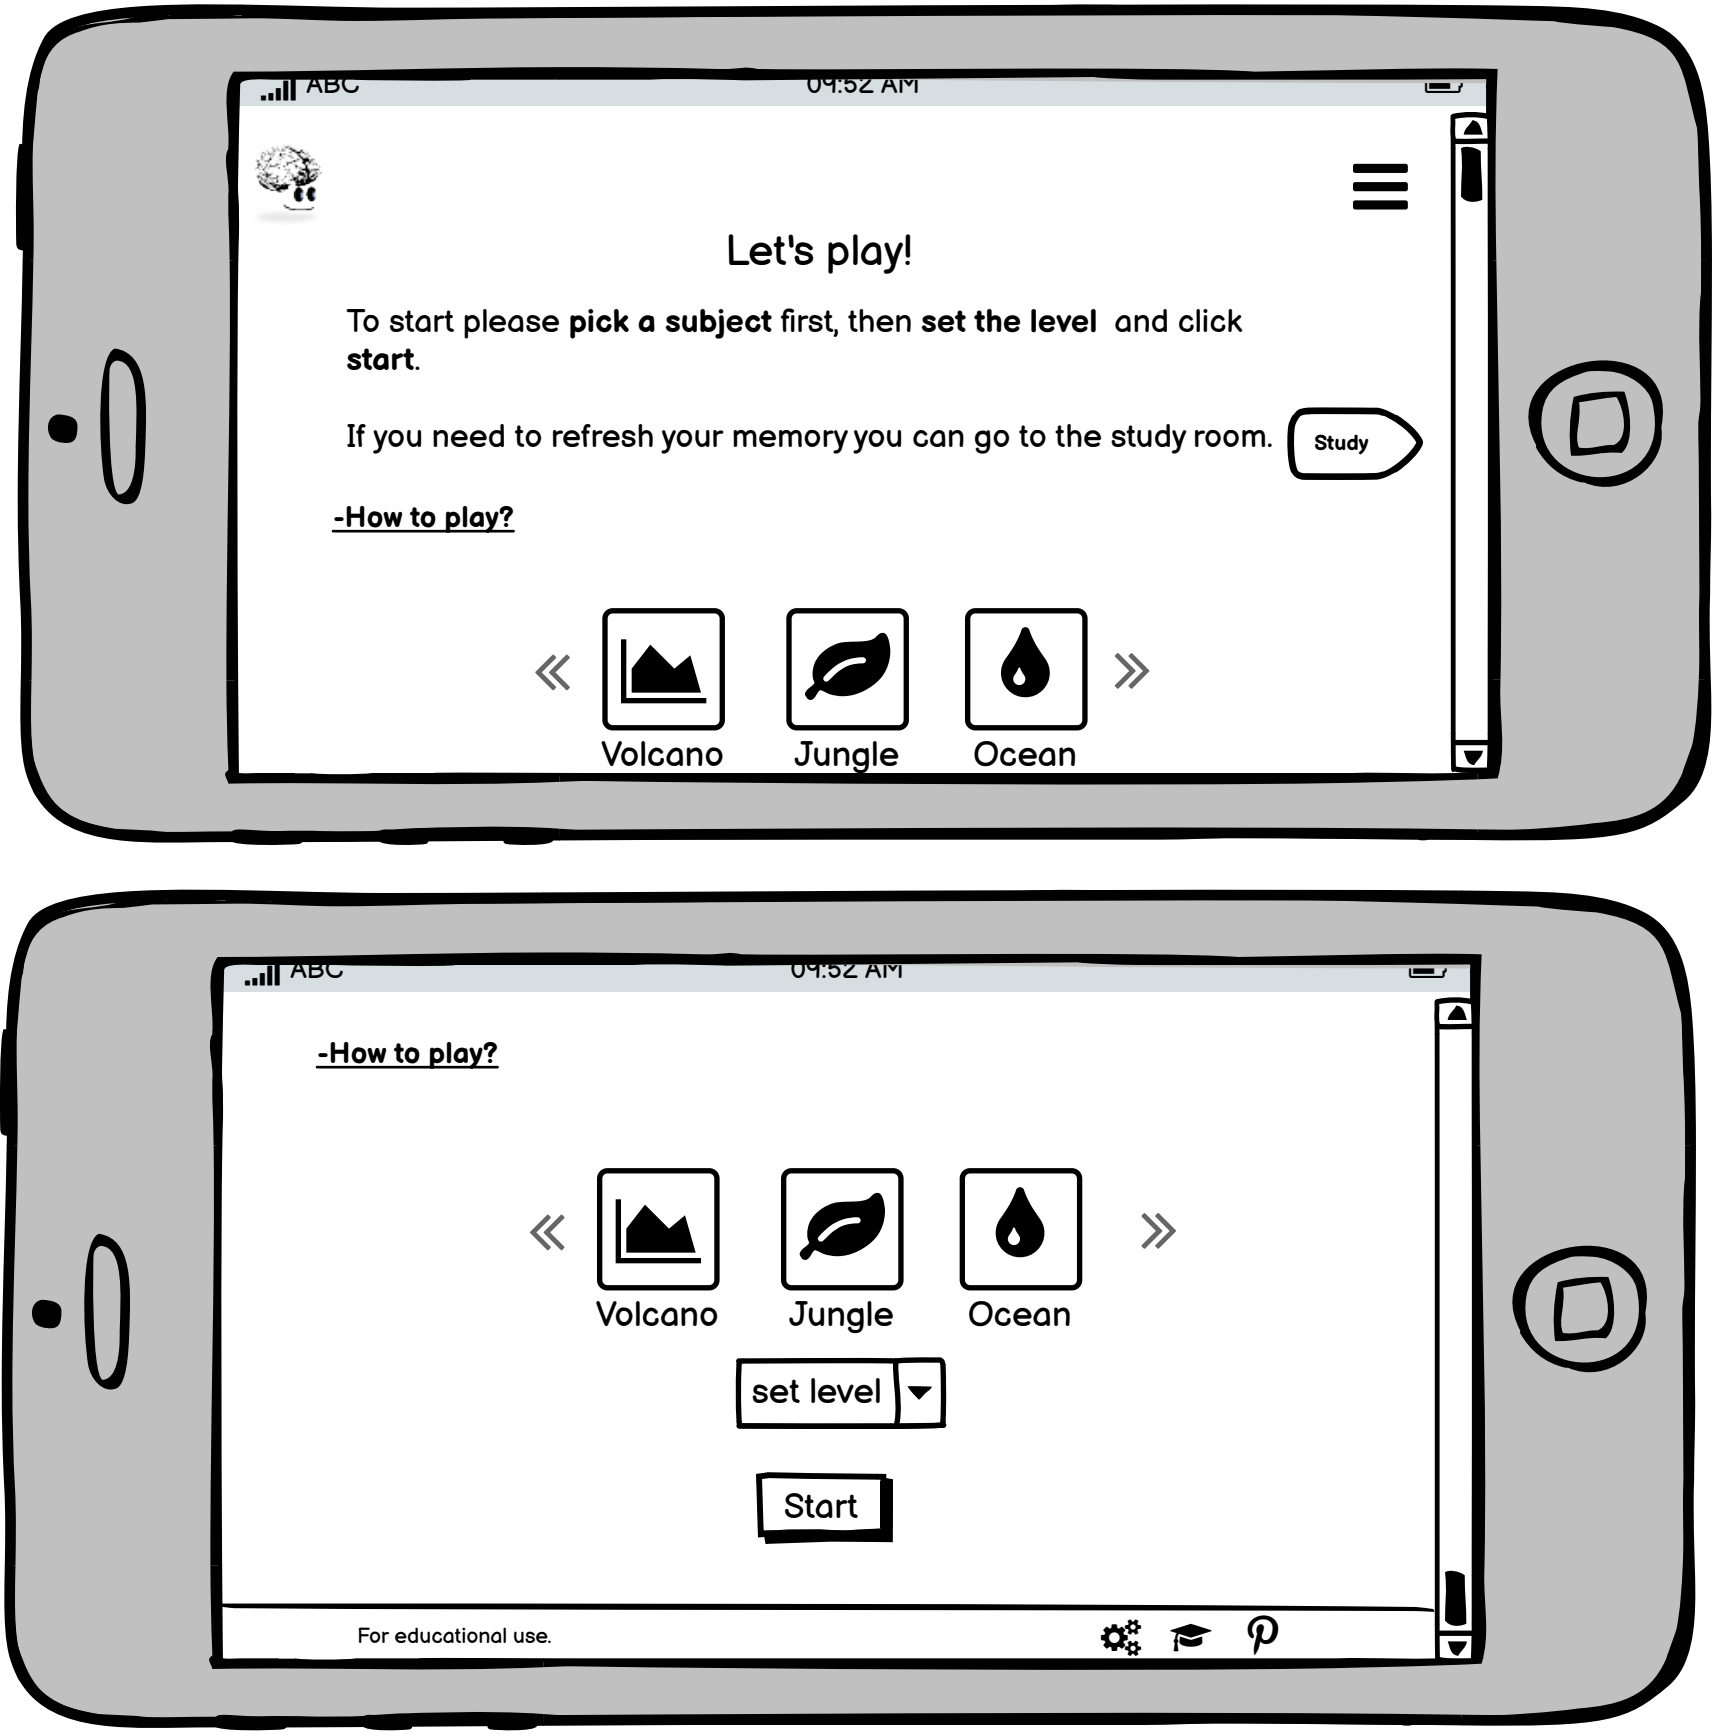 ABC 09:52 AM
Let's play!
To start please pick a subject first, then set the level and click
start.
If you need to refresh your memory you can go to the study room.
Study
-How to play?
Volcano Jungle Ocean
ABC 09:52 AM
-How to play?
Volcano Jungle Ocean
set level
Start
For educational use.